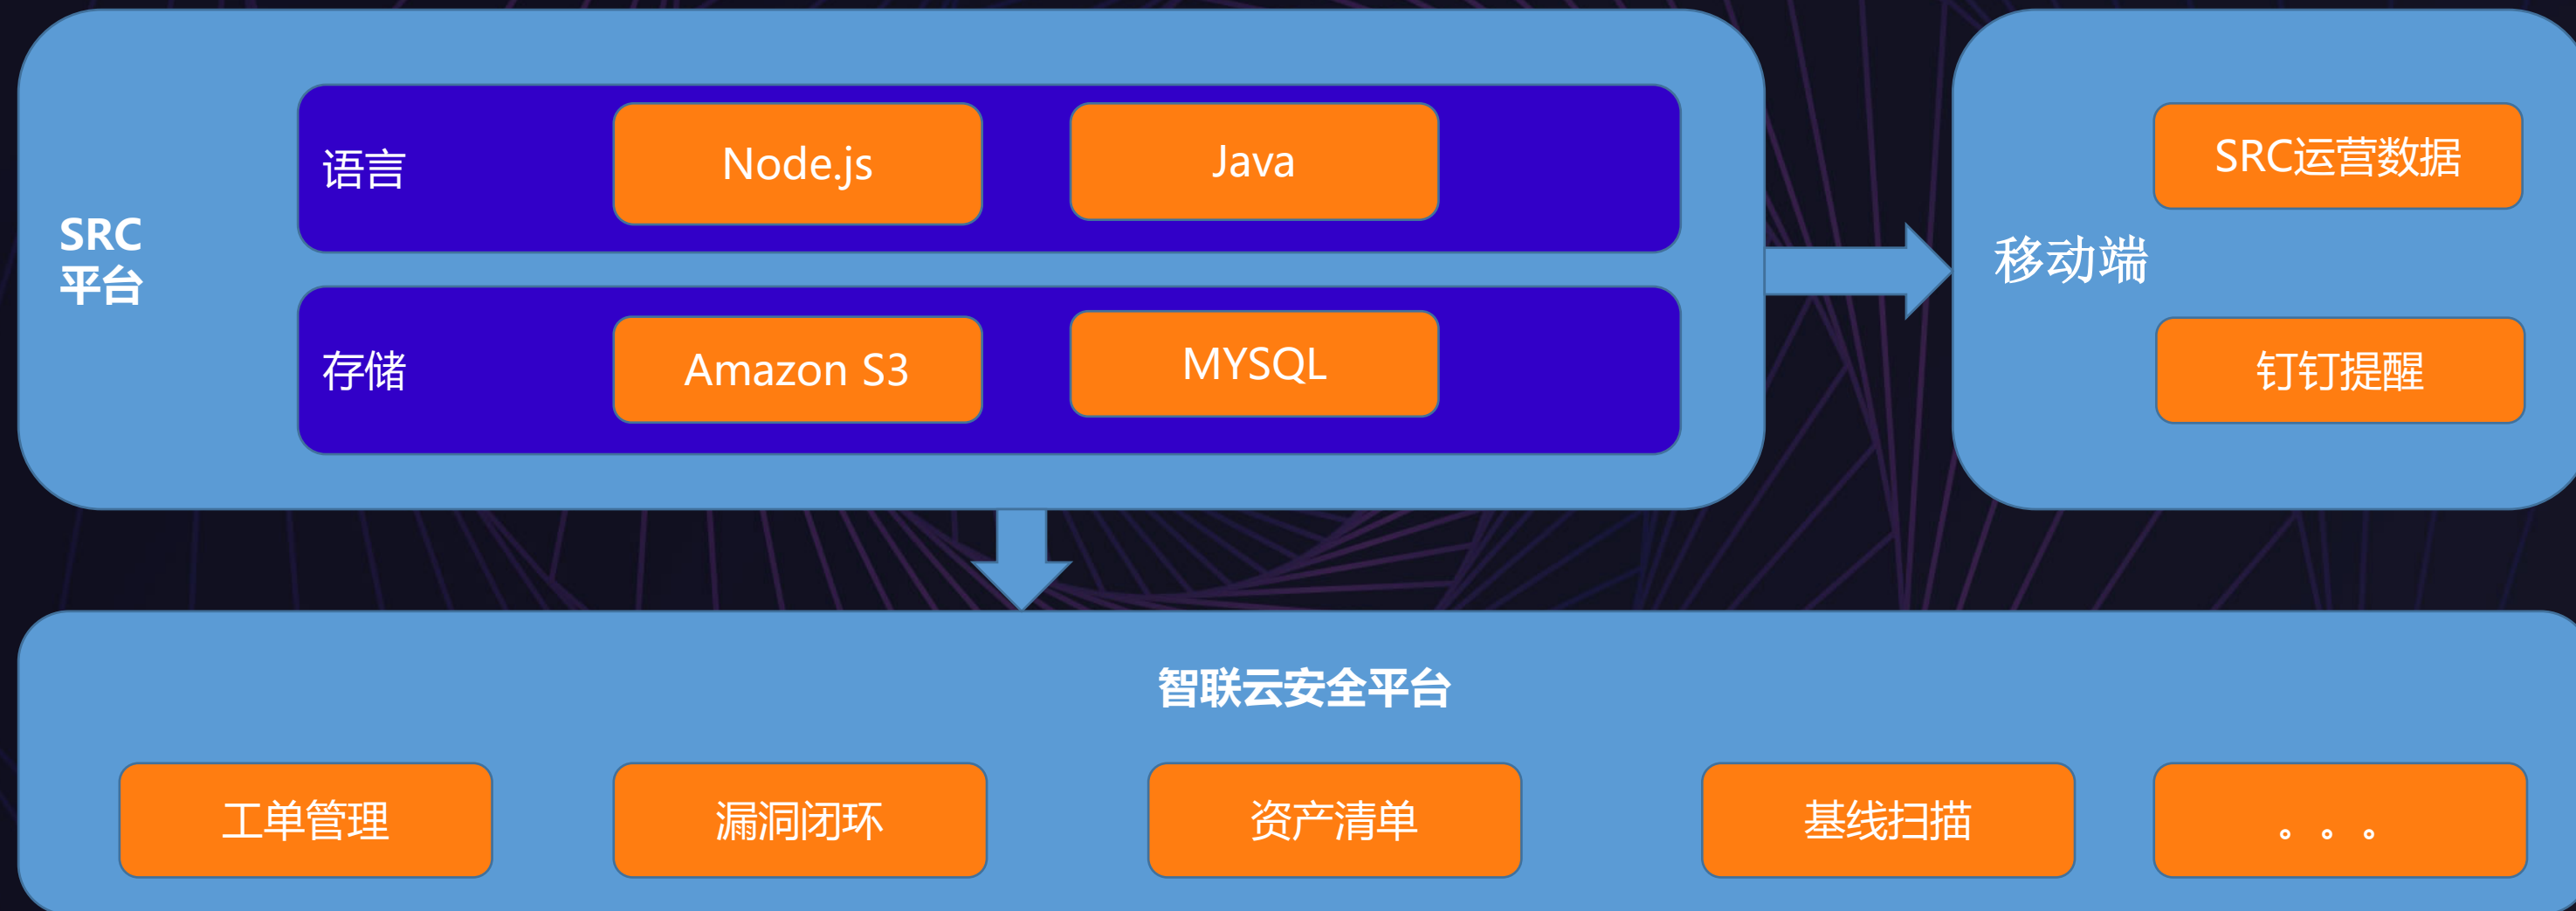 SRC
平台
语言
Node.js
Java
存储
Amazon S3
MYSQL
移动端
SRC运营数据
钉钉提醒
智联云安全平台
工单管理
漏洞闭环
资产清单
基线扫描
。。。